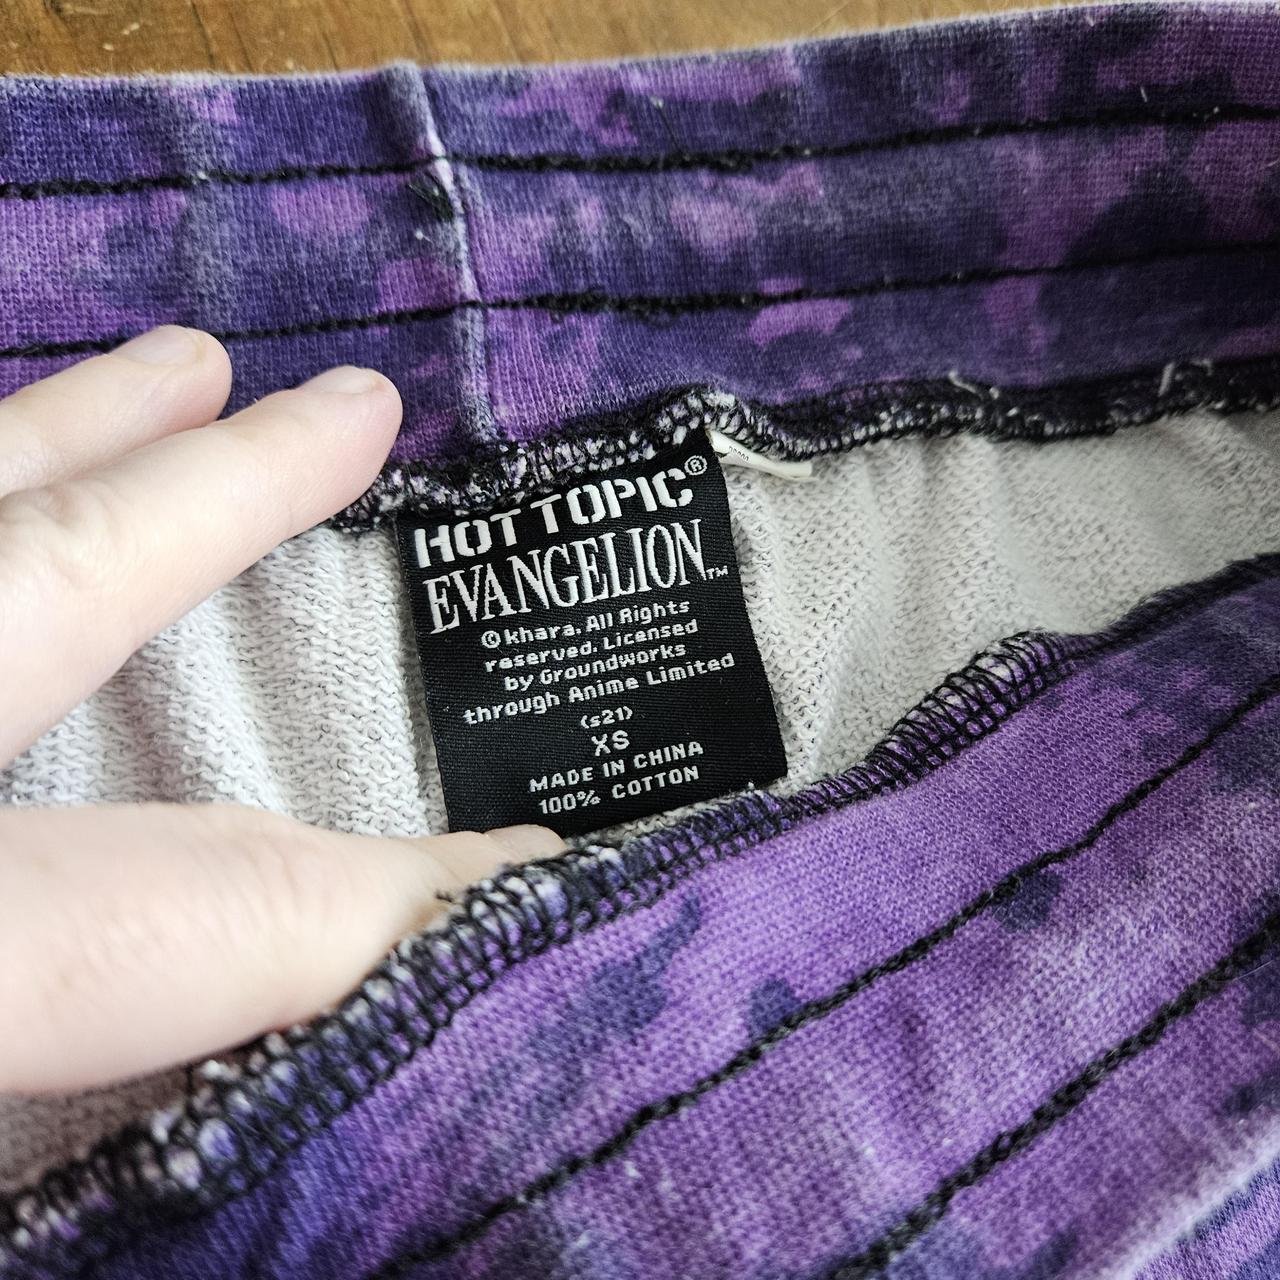 HOT TOPIC®
EVANGELION™
©khara. All Rights
reserved. Licensed
by Groundworks
through Anime Limited
(s21)
XS
MADE IN CHINA
100% COTTON